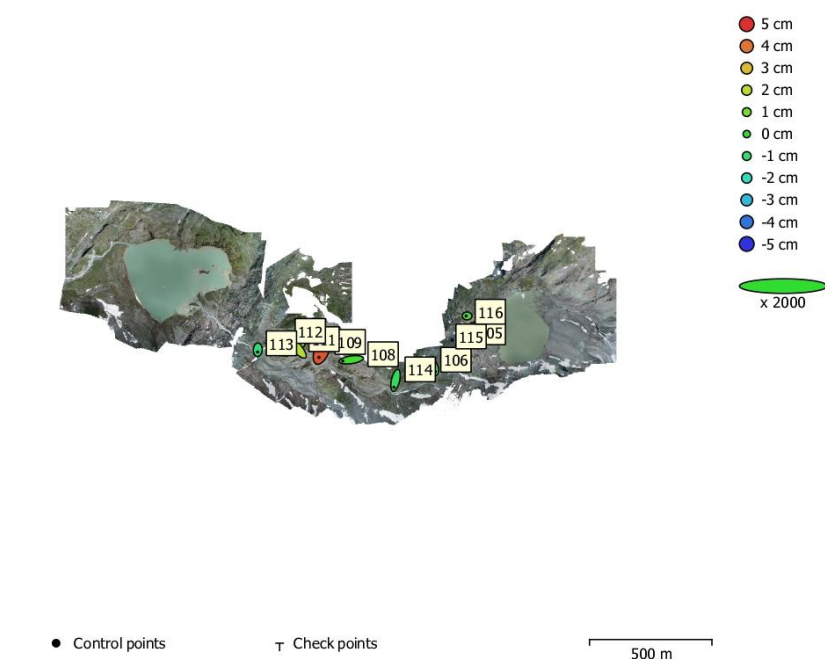 5 cm
4 cm
3 cm
2 cm
1 cm
0 cm
-1 cm
-2 cm
-3 cm
-4 cm
-5 cm
x 2000
116
112
05
115
109
113
108
106
114
Control points
Check points
500 m